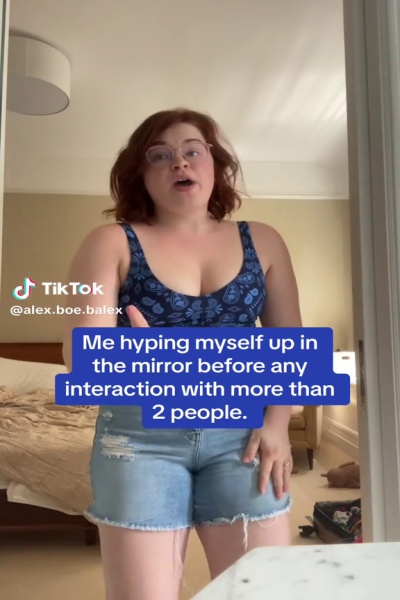 TikTok
@alex.boe.balex
Me hyping myself up in
the mirror before any
interaction with more than
2 people.